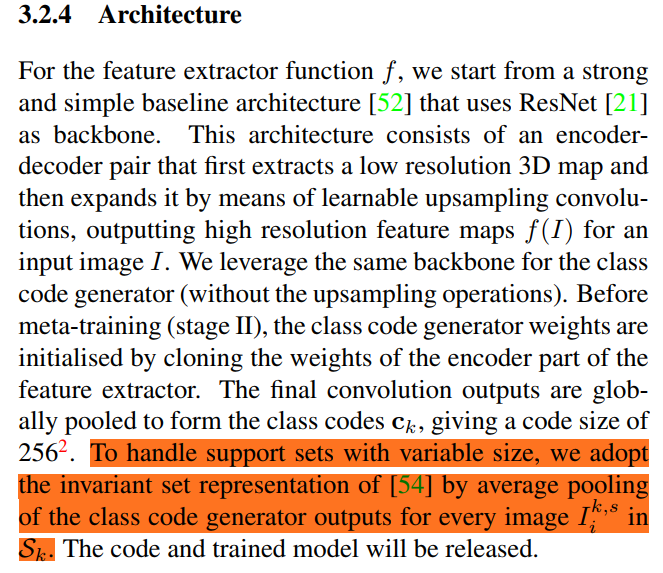 3.2.4 Architecture
For the feature extractor function f, we start from a strong
and simple baseline architecture [52] that uses ResNet [21]
as backbone. This architecture consists of an encoder-
decoder pair that first extracts a low resolution 3D map and
then expands it by means of learnable upsampling convolu-
tions, outputting high resolution feature maps f(I) for an
input image I. We leverage the same backbone for the class
code generator (without the upsampling operations). Before
meta-training (stage II), the class code generator weights are
initialised by cloning the weights of the encoder part of the
feature extractor. The final convolution outputs are glob-
ally pooled to form the class codes c_k, giving a code size of
256². To handle support sets with variable size, we adopt
the invariant set representation of [54] by average pooling
of the class code generator outputs for every image I_i^{k,s} in
S_k. The code and trained model will be released.